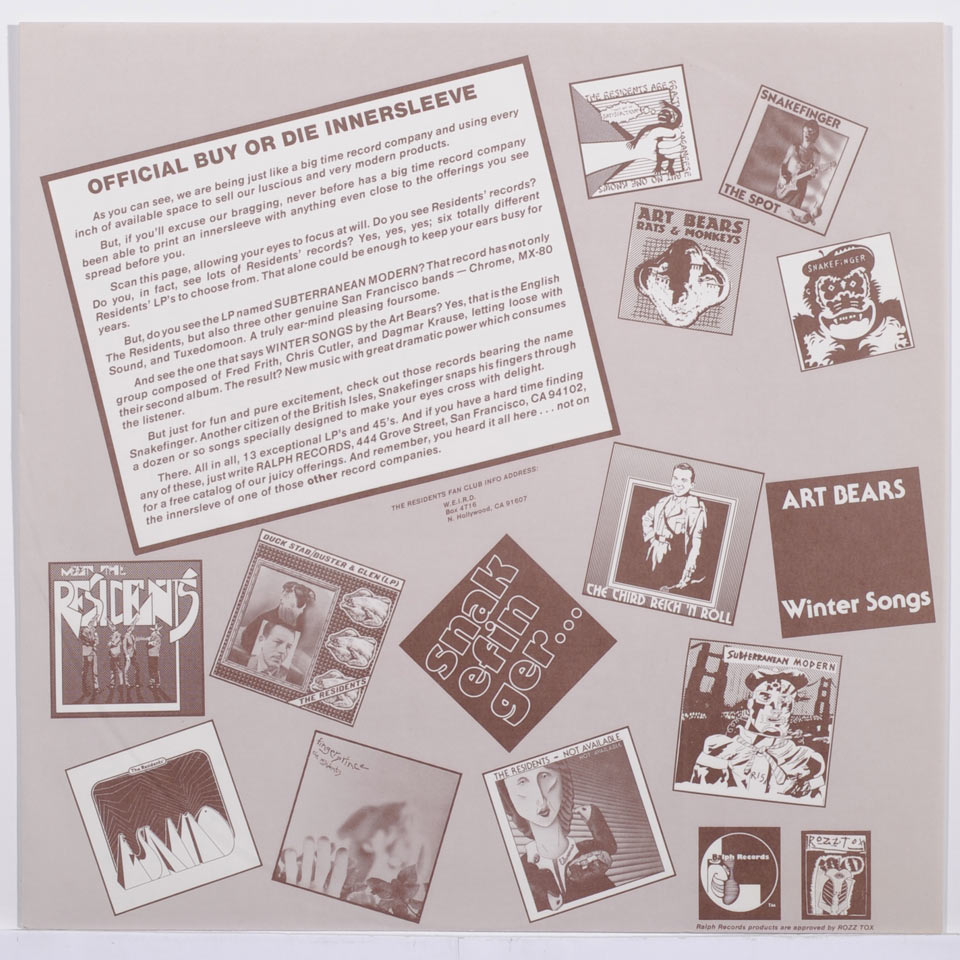 OFFICIAL BUY OR DIE INNERSLEEVE
As you can see, we are being just like a big time record company and using every
inch of available space to sell our luscious and very modern products.
But, if you'll excuse our bragging, never before has a big time record company
been able to print an innersleeve with anything even close to the offerings you see
spread before you.
Scan this page, allowing your eyes to focus at will. Do you see Residents' records?
Do you, in fact, see lots of Residents' records? Yes, yes, yes; six totally different
Residents' LP's to choose from. That alone could be enough to keep your ears busy for
years.
But, do you see the LP named SUBTERRANEAN MODERN? That record has not only
The Residents, but also three other genuine San Francisco bands — Chrome, MX-80
Sound, and Tuxedomoon. A truly ear-mind pleasing foursome.
And see the one that says WINTER SONGS by the Art Bears? Yes, that is the English
group composed of Fred Frith, Chris Cutler, and Dagmar Krause, letting loose with
their second album. The result? New music with great dramatic power which consumes
the listener.
But just for fun and pure excitement, check out those records bearing the name
Snakefinger. Another citizen of the British Isles, Snakefinger snaps his fingers through
a dozen or so songs specially designed to make your eyes cross with delight.
There. All in all, 13 exceptional LP's and 45's. And if you have a hard time finding
any of these, just write RALPH RECORDS, 444 Grove Street, San Francisco, CA 94102,
for a free catalog of our juicy offerings. And remember, you heard it all here . . . not on
the innersleve of one of those other record companies.
THE RESIDENTS FAN CLUB INFO ADDRESS:
W.E.I.R.D.
Box 4716
N. Hollywood, CA 91607
THE RESIDENTS ARE
SATISFACTION
BUT NO ONE KNOWS
SNAKEFINGER
THE SPOT
ART BEARS
RATS & MONKEYS
SNAKEFINGER
THE THIRD REICH 'N ROLL
ART BEARS
Winter Songs
MEET THE
RESIDENTS
DUCK STAB/BUSTER & GLEN (LP)
THE RESIDENTS
snak
efin
ger...
SUBTERRANEAN MODERN
The Residents
ESKIMO
fingerprince
THE RESIDENTS - NOT AVAILABLE
NOT AVAILABLE
Ralph Records
TM
ROZZ TOX
Ralph Records products are approved by ROZZ TOX